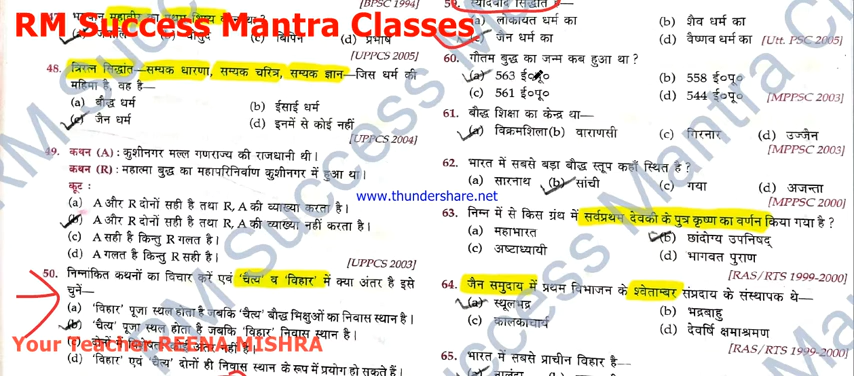 [BPSC 1994]
RM Success Mantra Classes
[UPPCS 2005]
48. त्रिरत्न सिद्धांत—सम्यक धारणा, सम्यक चरित्र, सम्यक ज्ञान—जिस धर्म की
महिमा है, वह है—
(a) बौद्ध धर्म (b) ईसाई धर्म
(c) जैन धर्म (d) इनमें से कोई नहीं
[UPPCS 2004]
49. कथन (A) : कुशीनगर मल्ल गणराज्य की राजधानी थी।
कथन (R) : महात्मा बुद्ध का महापरिनिर्वाण कुशीनगर में हुआ था।
कूट :
(a) A और R दोनों सही है तथा R, A की व्याख्या करता है।
(b) A और R दोनों सही है तथा R, A की व्याख्या नहीं करता है।
(c) A सही है किन्तु R गलत है।
(d) A गलत है किन्तु R सही है।
[UPPCS 2003]
50. निम्नांकित कथनों का विचार करें एवं 'चैत्य' व 'विहार' में क्या अंतर है इसे
चुनें—
(a) 'विहार' पूजा स्थल होता है जबकि 'चैत्य' बौद्ध भिक्षुओं का निवास स्थान है।
(b) 'चैत्य' पूजा स्थल होता है जबकि 'विहार' निवास स्थान है।
(c) दोनों में कोई अंतर नहीं है।
Your Teacher REENA MISHRA
(d) 'विहार' एवं 'चैत्य' दोनों ही निवास स्थान के रूप में प्रयोग हो सकते हैं।
59. स्यादवाद सिद्धांत है—
(a) लोकायत धर्म का (b) शैव धर्म का
(c) जैन धर्म का (d) वैष्णव धर्म का [Utt. PSC 2005]
60. गौतम बुद्ध का जन्म कब हुआ था ?
(a) 563 ई०पू० (b) 558 ई०पू०
(c) 561 ई०पू० (d) 544 ई०पू० [MPPSC 2003]
61. बौद्ध शिक्षा का केन्द्र था—
(a) विक्रमशिला (b) वाराणसी (c) गिरनार (d) उज्जैन
[MPPSC 2003]
62. भारत में सबसे बड़ा बौद्ध स्तूप कहाँ स्थित है ?
(a) सारनाथ (b) सांची (c) गया (d) अजन्ता
[MPPSC 2000]
www.thundershare.net
63. निम्न में से किस ग्रंथ में सर्वप्रथम देवकी के पुत्र कृष्ण का वर्णन किया गया है ?
(a) महाभारत (b) छांदोग्य उपनिषद्
(c) अष्टाध्यायी (d) भागवत पुराण
[RAS/RTS 1999-2000]
64. जैन समुदाय में प्रथम विभाजन के श्वेताम्बर संप्रदाय के संस्थापक थे—
(a) स्थूलभद्र (b) भद्रबाहु
(c) कालकाचार्य (d) देवर्षि क्षमाश्रमण
[RAS/RTS 1999-2000]
65. भारत में सबसे प्राचीन विहार है—